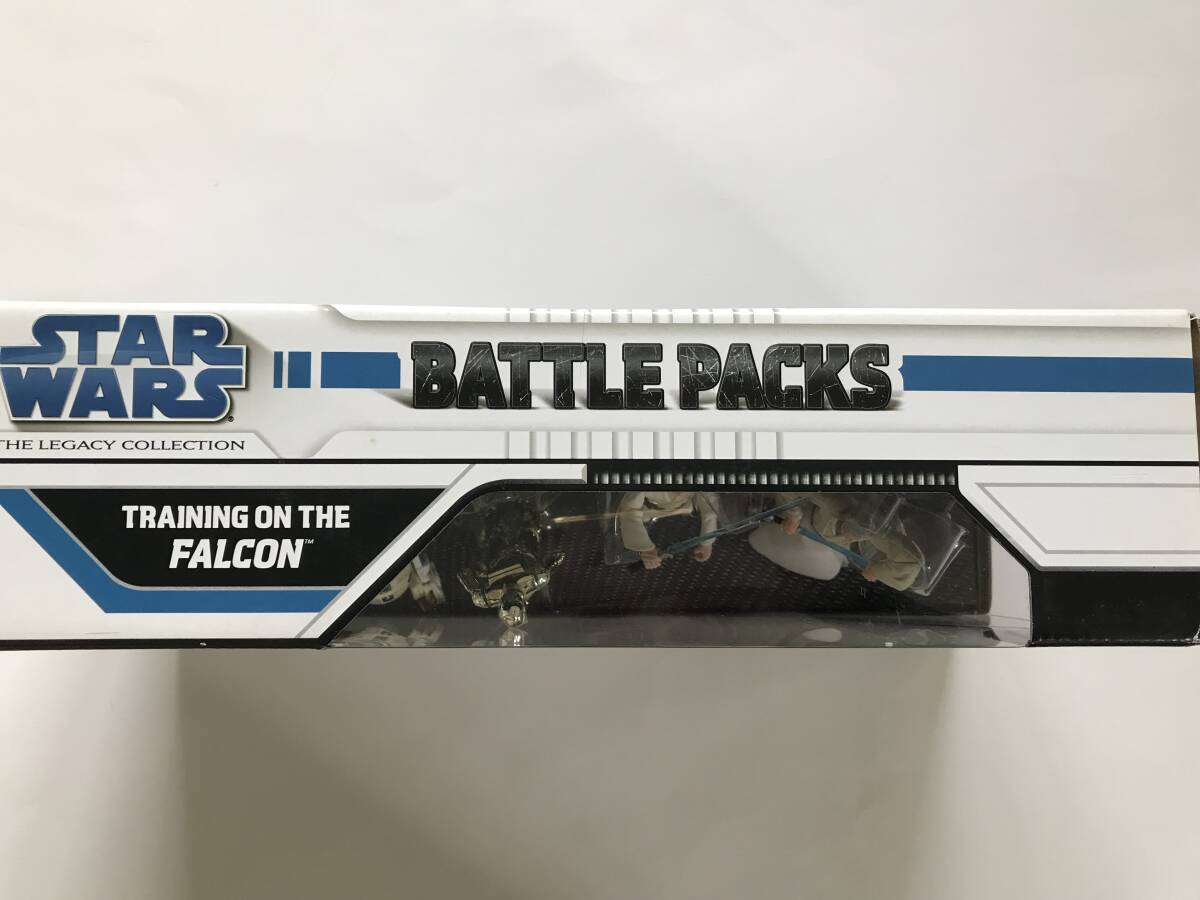 STAR
WARS®
THE LEGACY COLLECTION
BATTLE PACKS
TRAINING ON THE
FALCON™